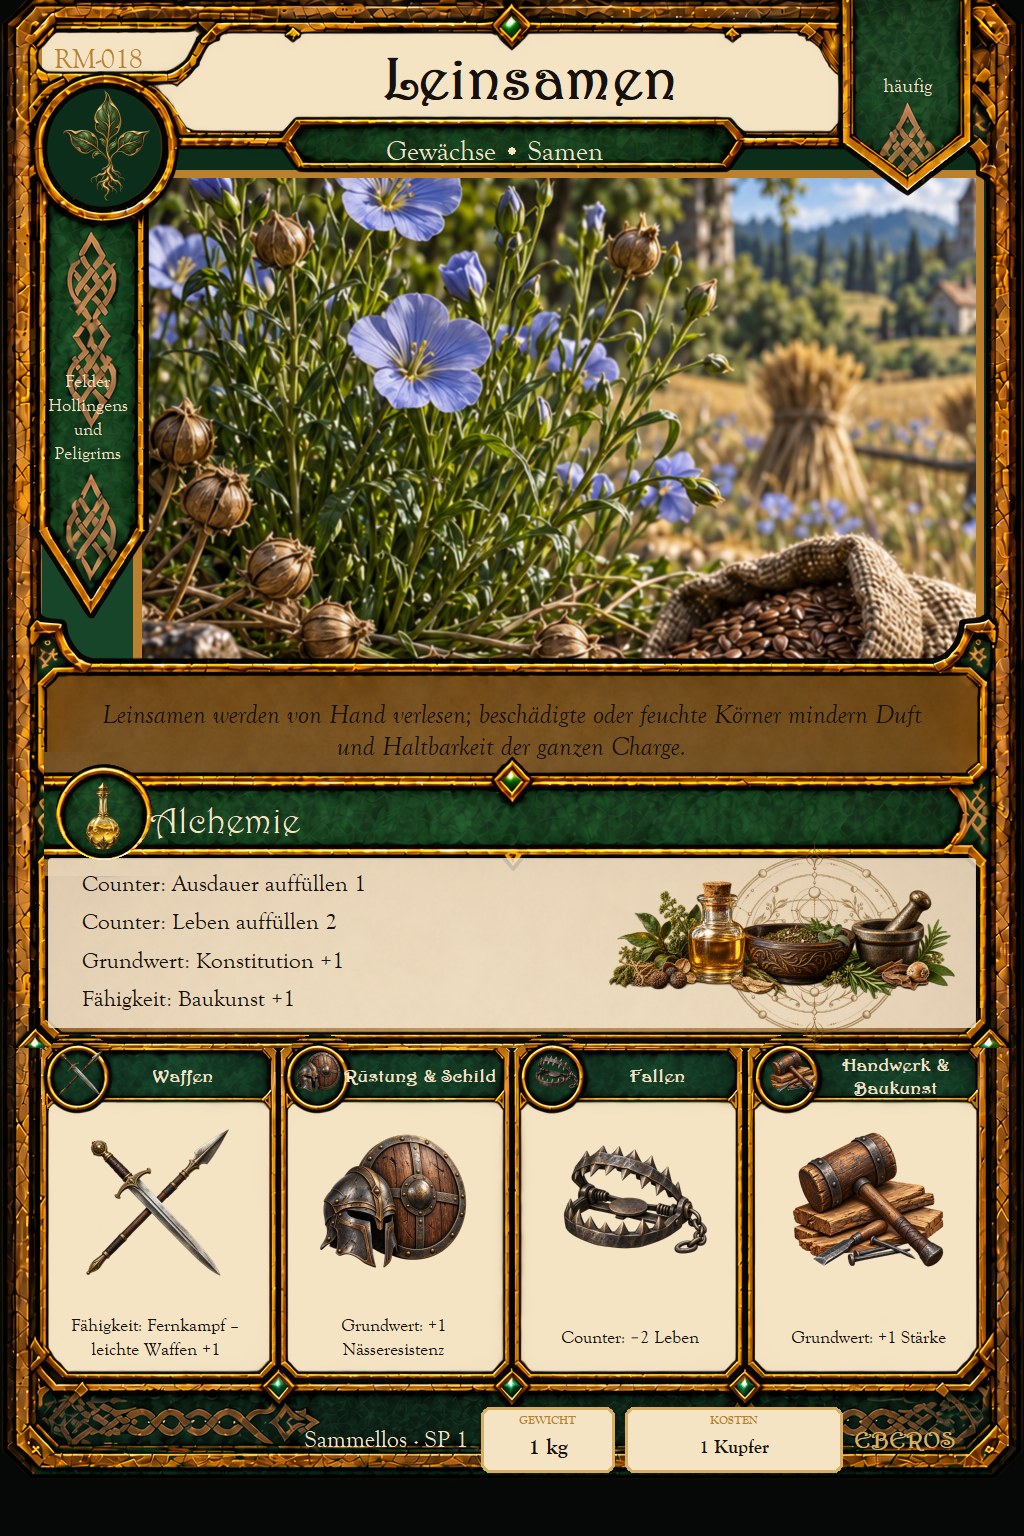 RM-018
Leinsamen
häufig
Gewächse • Samen
Felder
Hollingens
und
Peligrims
Leinsamen werden von Hand verlesen; beschädigte oder feuchte Körner mindern Duft
und Haltbarkeit der ganzen Charge.
Alchemie
Counter: Ausdauer auffüllen 1
Counter: Leben auffüllen 2
Grundwert: Konstitution +1
Fähigkeit: Baukunst +1
Waffen
Rüstung & Schild
Fallen
Handwerk &
Baukunst
Fähigkeit: Fernkampf –
leichte Waffen +1
Grundwert: +1
Nässeresistenz
Counter: −2 Leben
Grundwert: +1 Stärke
Sammellos · SP 1
GEWICHT
1 kg
KOSTEN
1 Kupfer
EBEROS